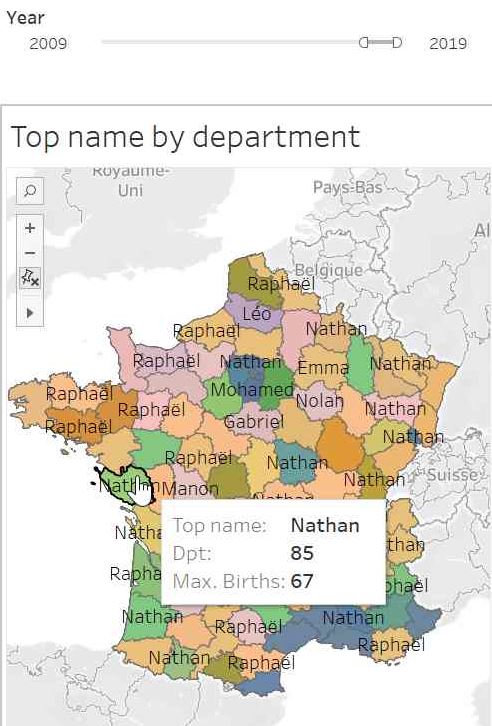 Year
2009
2019
Top name by department
Royaume-
Uni
Pays-Bas
Al
Belgique
Raphaël
Léo
Raphaël
Nathan
Raphaël
Nathan
Emma
Nathan
Mohamed
Raphaël
Nolah
Raphaël
Nathan
Gabriel
Raphaël
Nathan
Raphaël
Nathan
Nathan
Suisse
Manon
Nathan
Top name: Nathan
Dpt: 85
Max. Births: 67
Natha
than
Rapha
phaël
Nathan
Nathan
Raphaël
Raphaël
Nathan
Raphaël